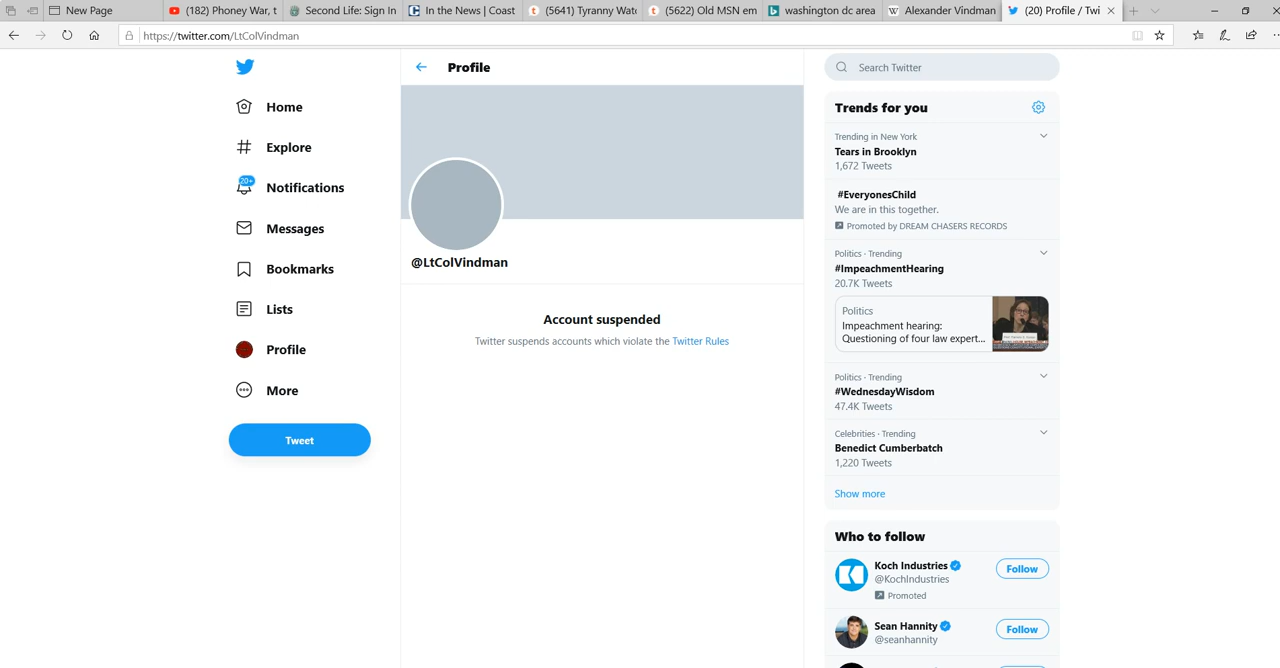 New Page
(182) Phoney War, t
Second Life: Sign In
In the News | Coast
(5641) Tyranny Wat
(5622) Old MSN em
washington dc area
Alexander Vindman
(20) Profile / Twi
https://twitter.com/LtColVindman
Profile
Search Twitter
Home
Explore
20+
Notifications
Messages
Bookmarks
Lists
Profile
More
Tweet
@LtColVindman
Account suspended
Twitter suspends accounts which violate the Twitter Rules
Trends for you
Trending in New York
Tears in Brooklyn
1,672 Tweets
#EveryonesChild
We are in this together.
Promoted by DREAM CHASERS RECORDS
Politics · Trending
#ImpeachmentHearing
20.7K Tweets
Politics
Impeachment hearing:
Questioning of four law expert...
Politics · Trending
#WednesdayWisdom
47.4K Tweets
Celebrities · Trending
Benedict Cumberbatch
1,220 Tweets
Show more
Who to follow
Koch Industries
@KochIndustries
Promoted
Follow
Sean Hannity
@seanhannity
Follow